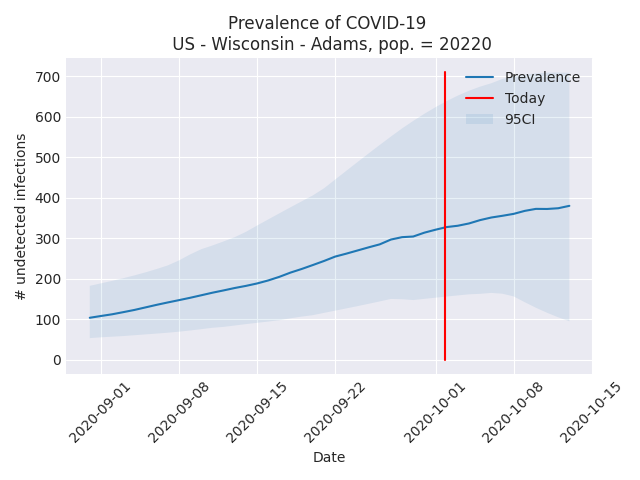 Prevalence of COVID-19
US - Wisconsin - Adams, pop. = 20220
700
600
500
400
300
200
100
0
# undetected infections
Prevalence
Today
95CI
2020-09-01
2020-09-08
2020-09-15
2020-09-22
2020-10-01
2020-10-08
2020-10-15
Date